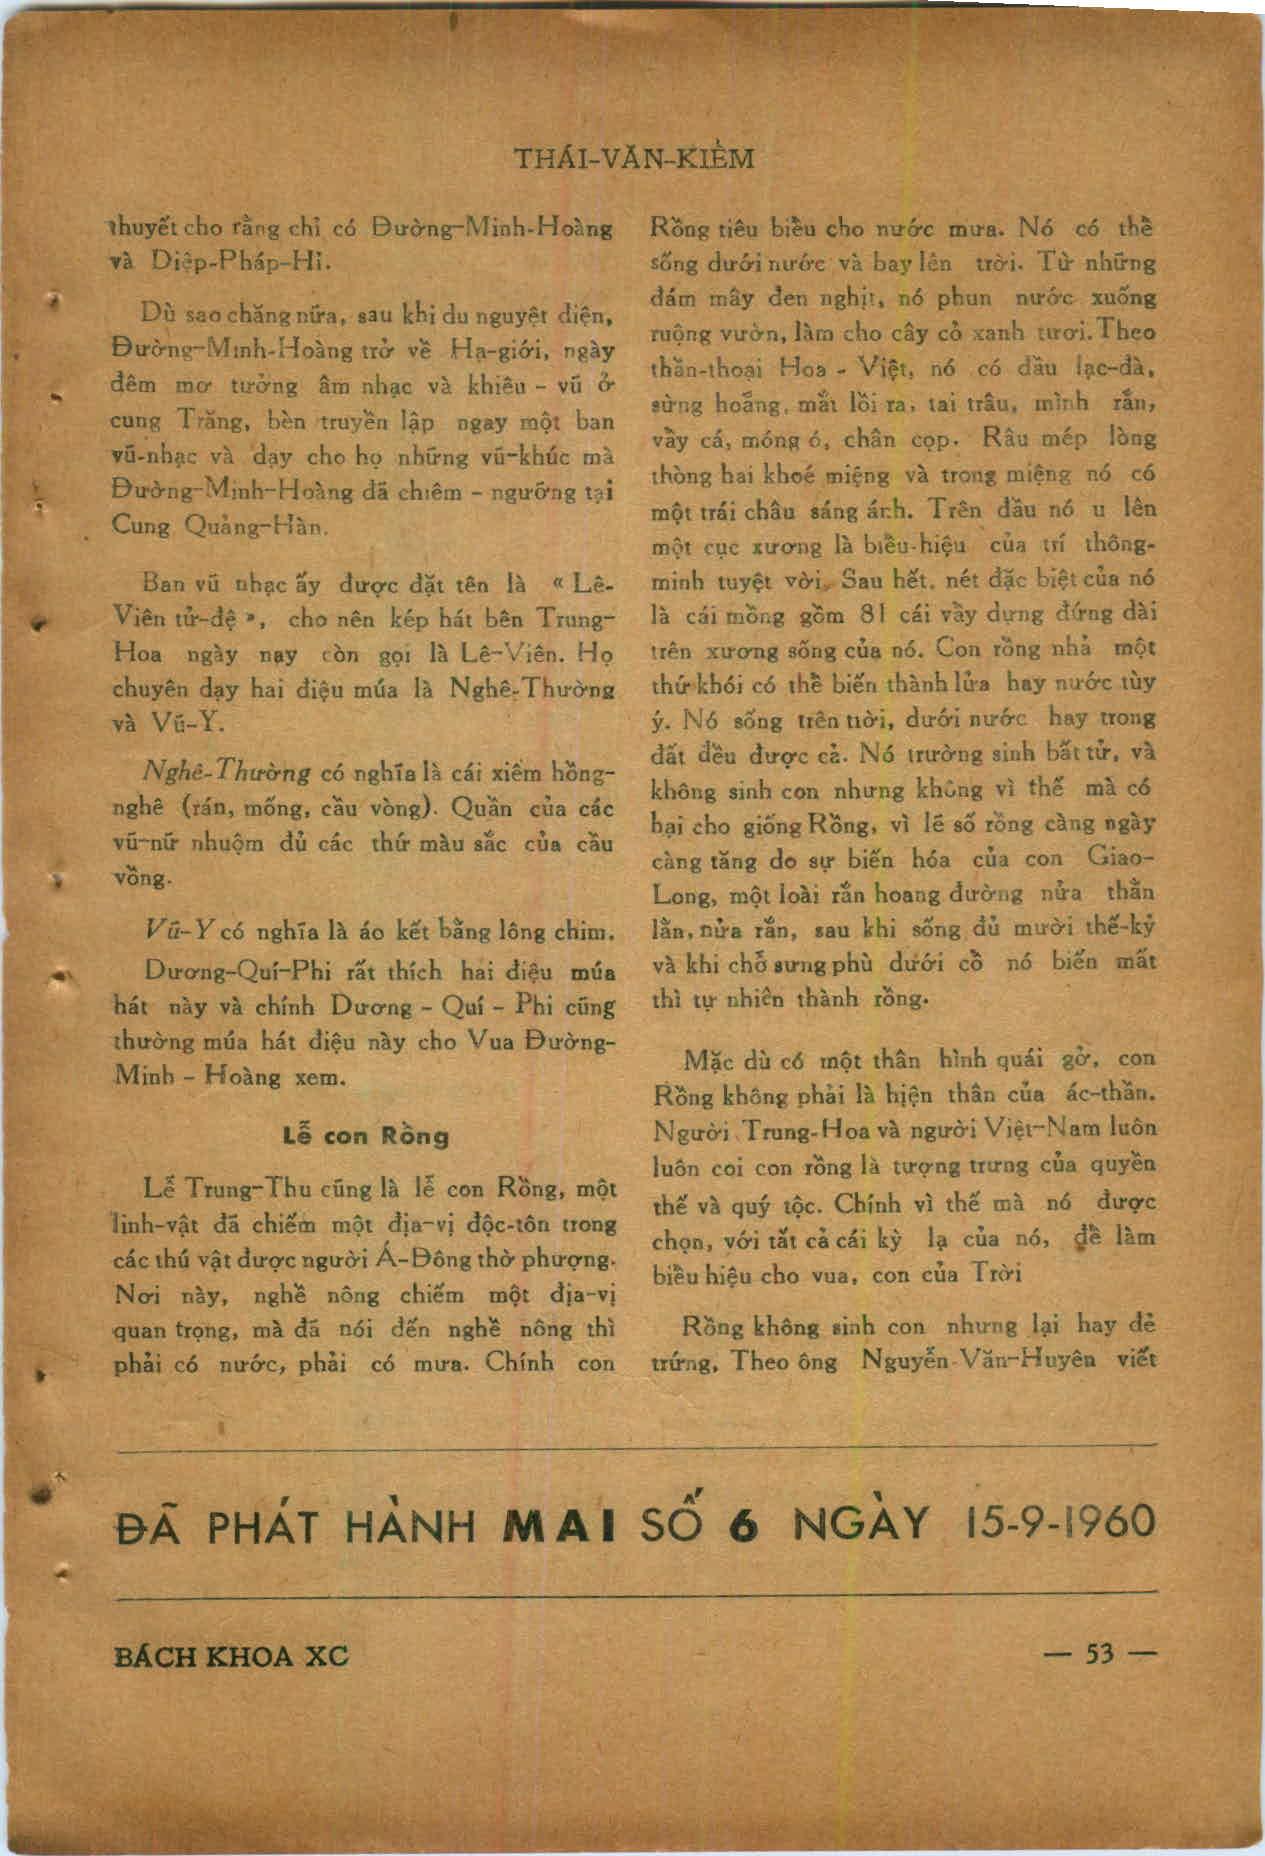 THÁI-VĂN-KIỂM
thuyết cho rằng chỉ có Đường-Minh-Hoàng
và Diệp-Pháp-Hỉ.
Dù sao chăng nữa, sau khi du nguyệt điện,
Đường-Minh-Hoàng trở về Hạ-giới, ngày
đêm mơ tưởng âm nhạc và khiêu - vũ ở
cung Trăng, bèn truyền lập ngay một ban
vũ-nhạc và dạy cho họ những vũ-khúc mà
Đường-Minh-Hoàng đã chiêm - ngưỡng tại
Cung Quảng-Hàn.
Ban vũ nhạc ấy được đặt tên là « Lê-
Viên tử-đệ », cho nên kép hát bên Trung-
Hoa ngày nay còn gọi là Lê-Viên. Họ
chuyên dạy hai điệu múa là Nghê-Thường
và Vũ-Y.
Nghê-Thường có nghĩa là cái xiêm hồng-
nghê (rán, mống, cầu vòng). Quần của các
vũ-nữ nhuộm đủ các thứ màu sắc của cầu
vồng.
Vũ-Y có nghĩa là áo kết bằng lông chim.
Dương-Quí-Phi rất thích hai điệu múa
hát này và chính Dương - Quí - Phi cũng
thường múa hát điệu này cho Vua Đường-
Minh - Hoàng xem.
Lễ con Rồng
Lễ Trung-Thu cũng là lễ con Rồng, một
linh-vật đã chiếm một địa-vị độc-tôn trong
các thú vật được người Á-Đông thờ phượng.
Nơi này, nghề nông chiếm một địa-vị
quan trọng, mà đã nói đến nghề nông thì
phải có nước, phải có mưa. Chính con
Rồng tiêu biểu cho nước mưa. Nó có thể
sống dưới nước và bay lên trời. Từ những
đám mây đen nghịt, nó phun nước xuống
ruộng vườn, làm cho cây cỏ xanh tươi. Theo
thần-thoại Hoa - Việt, nó có đầu lạc-đà,
sừng hoẵng, mắt lồi ra, tai trâu, mình rắn,
vầy cá, móng ó, chân cọp. Râu mép lòng
thòng hai khoé miệng và trong miệng nó có
một trái châu sáng ánh. Trên đầu nó u lên
một cục xương là biểu-hiệu của trí thông-
minh tuyệt vời. Sau hết, nét đặc biệt của nó
là cái mồng gồm 81 cái vầy dựng đứng dài
trên xương sống của nó. Con rồng nhả một
thứ khói có thể biến thành lửa hay nước tùy
ý. Nó sống trên trời, dưới nước hay trong
đất đều được cả. Nó trường sinh bất tử, và
không sinh con nhưng không vì thế mà có
hại cho giống Rồng, vì lẽ số rồng càng ngày
càng tăng do sự biến hóa của con Giao-
Long, một loài rắn hoang đường nửa thằn
lằn, nửa rắn, sau khi sống đủ mười thế-kỷ
và khi chỗ sưng phù dưới cổ nó biến mất
thì tự nhiên thành rồng.
Mặc dù có một thân hình quái gở, con
Rồng không phải là hiện thân của ác-thần.
Người Trung-Hoa và người Việt-Nam luôn
luôn coi con rồng là tượng trưng của quyền
thế và quý tộc. Chính vì thế mà nó được
chọn, với tất cả cái kỳ lạ của nó, để làm
biểu hiệu cho vua, con của Trời
Rồng không sinh con nhưng lại hay đẻ
trứng, Theo ông Nguyễn-Văn-Huyên viết
ĐÃ PHÁT HÀNH MAI SỐ 6 NGÀY 15-9-1960
BÁCH KHOA XC
— 53 —